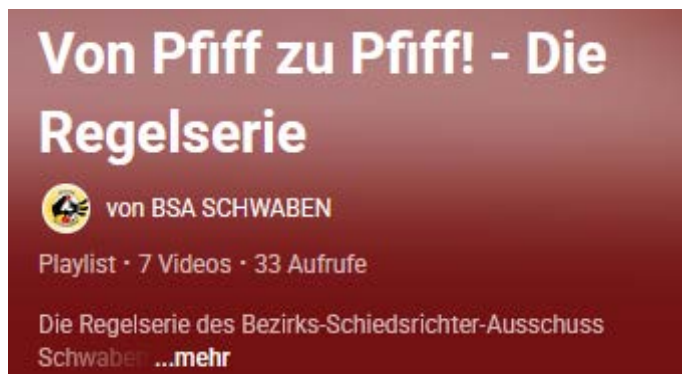 Von Pfiff zu Pfiff! - Die
Regelserie
von BSA SCHWABEN
Playlist • 7 Videos • 33 Aufrufe
Die Regelserie des Bezirks-Schiedsrichter-Ausschuss
Schwaben ...mehr